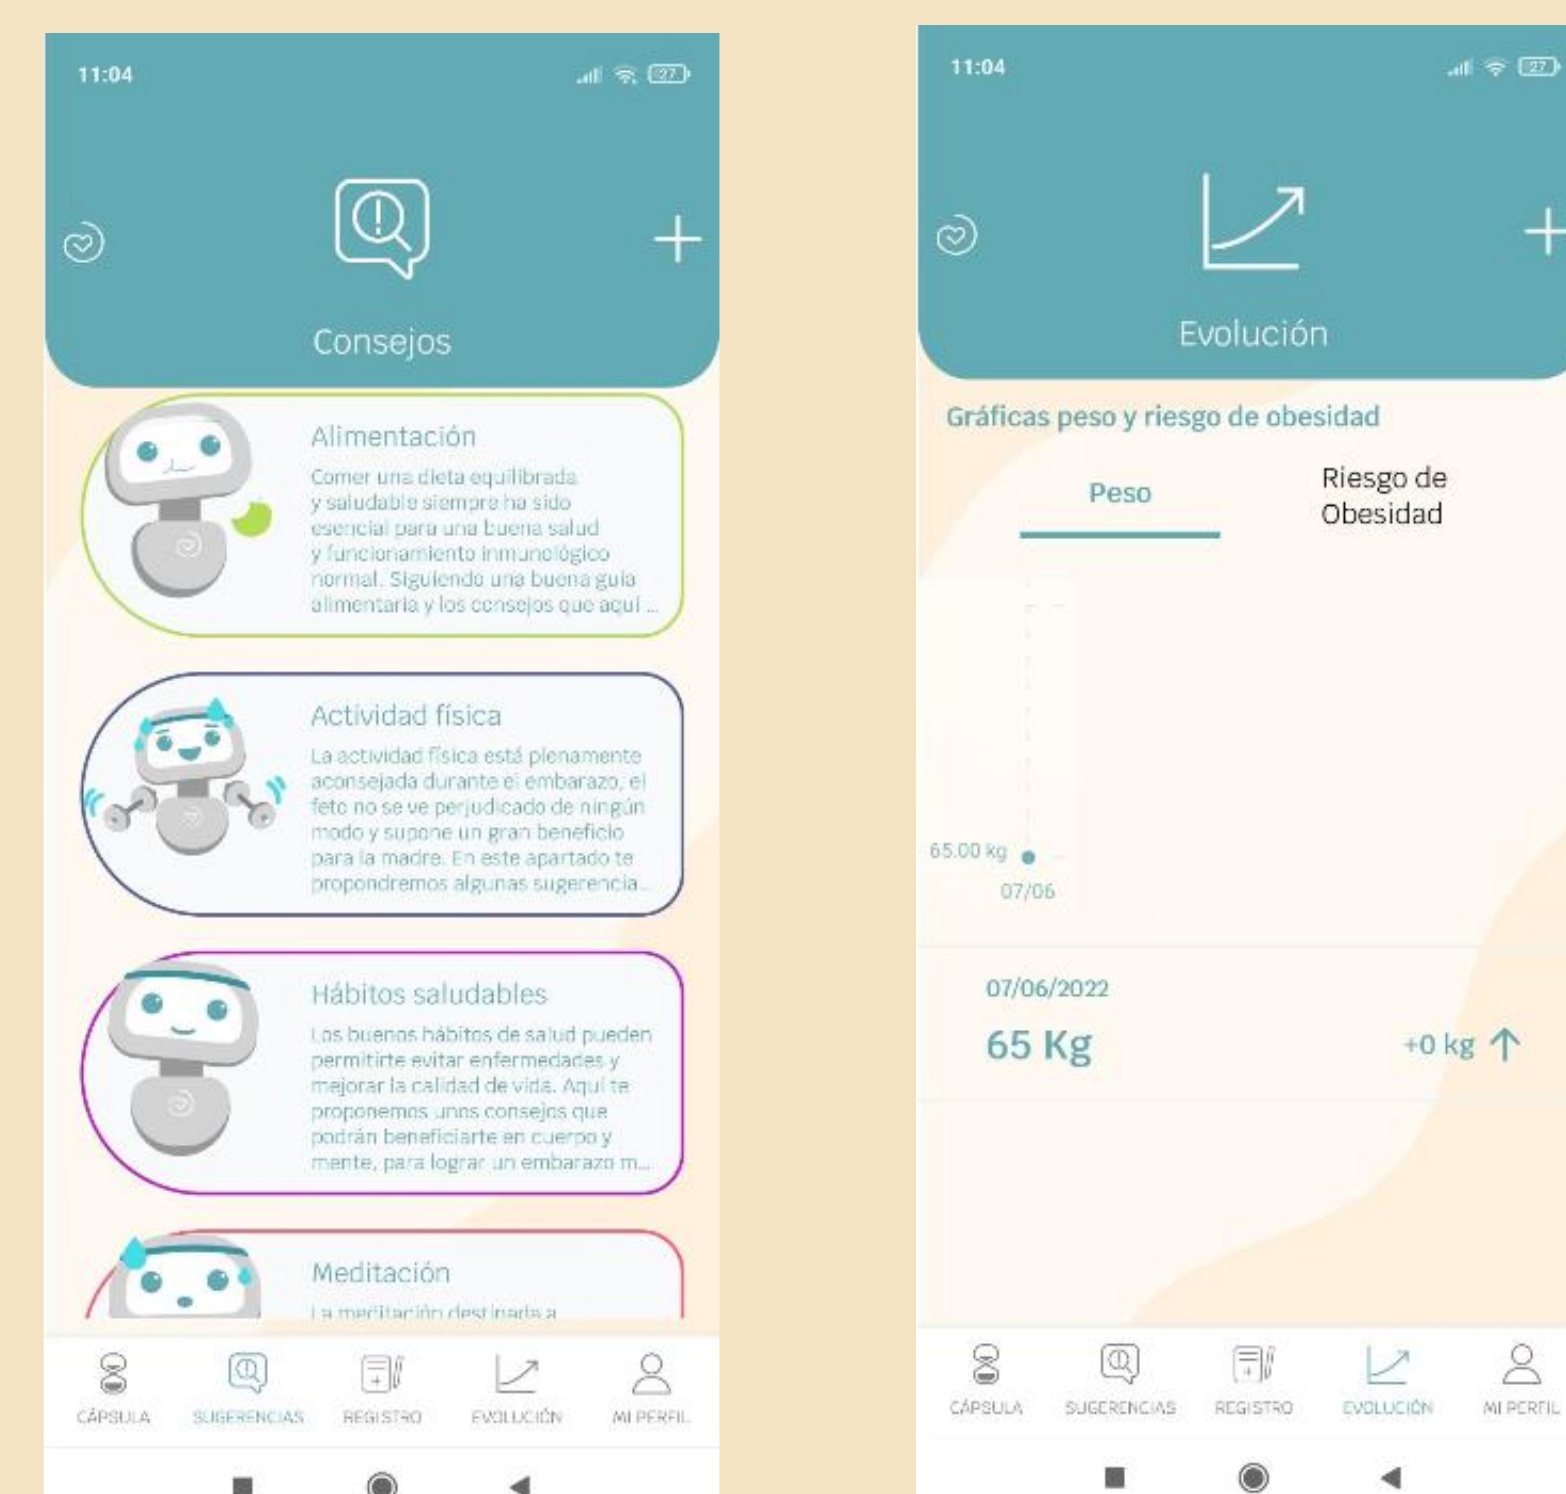 11:04
27
Consejos
Alimentación
Comer una dieta equilibrada
y saludable siempre ha sido
esencial para una buena salud
y funcionamiento inmunológico
normal. Siguiendo una buena guía
alimentaria y los consejos que aquí ...
Actividad física
La actividad física está plenamente
aconsejada durante el embarazo, el
feto no se ve perjudicado de ningún
modo y supone un gran beneficio
para la madre. En este apartado te
propondremos algunas sugerencia...
Hábitos saludables
Los buenos hábitos de salud pueden
permitirte evitar enfermedades y
mejorar la calidad de vida. Aquí te
proponemos unos consejos que
podrán beneficiarte en cuerpo y
mente, para lograr un embarazo m...
Meditación
La meditación destinada a
CÁPSULA SUGERENCIAS REGISTRO EVOLUCIÓN MI PERFIL
11:04
27
Evolución
Gráficas peso y riesgo de obesidad
Peso
Riesgo de
Obesidad
65.00 kg
07/06
07/06/2022
65 Kg
+0 kg
CÁPSULA SUGERENCIAS REGISTRO EVOLUCIÓN MI PERFIL